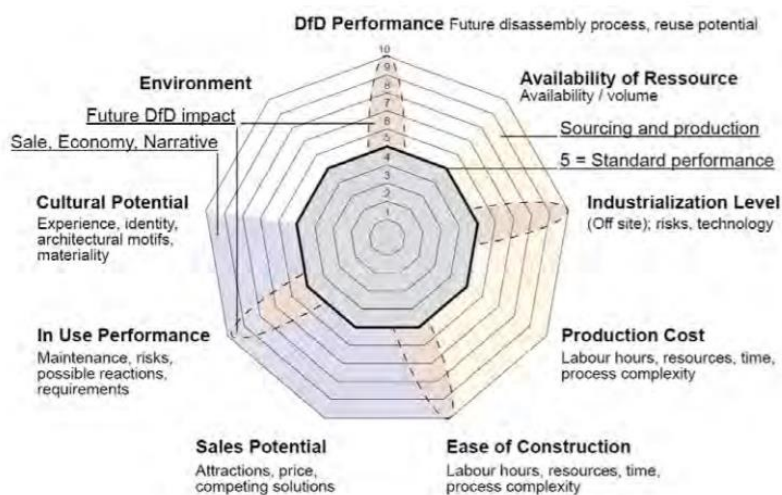 DfD Performance Future disassembly process, reuse potential
10
9
8
7
6
5
4
3
2
1
Environment
Availability of Ressource
Availability / volume
Future DfD impact
Sourcing and production
Sale, Economy, Narrative
5 = Standard performance
Cultural Potential
Experience, identity,
architectural motifs,
materiality
Industrialization Level
(Off site); risks, technology
In Use Performance
Maintenance, risks,
possible reactions,
requirements
Production Cost
Labour hours, resources, time,
process complexity
Sales Potential
Attractions, price,
competing solutions
Ease of Construction
Labour hours, resources, time,
process complexity